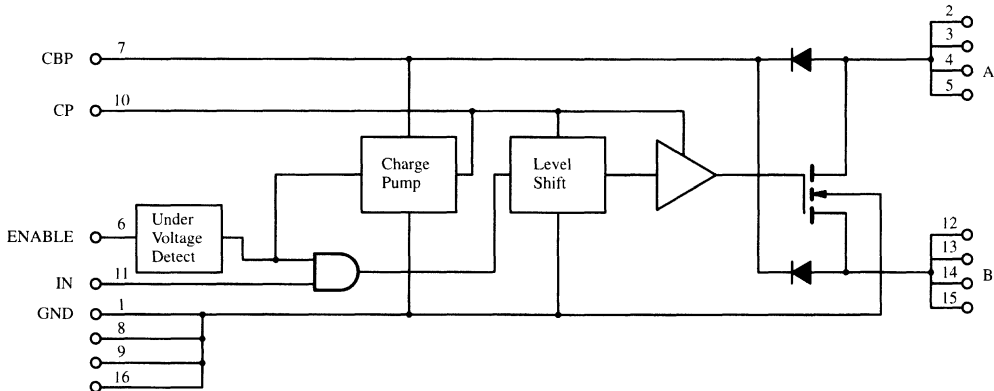 CBP 7
CP 10
ENABLE 6
IN 11
GND 1
8
9
16
Under
Voltage
Detect
Charge
Pump
Level
Shift
2
3
4
5
A
12
13
14
15
B